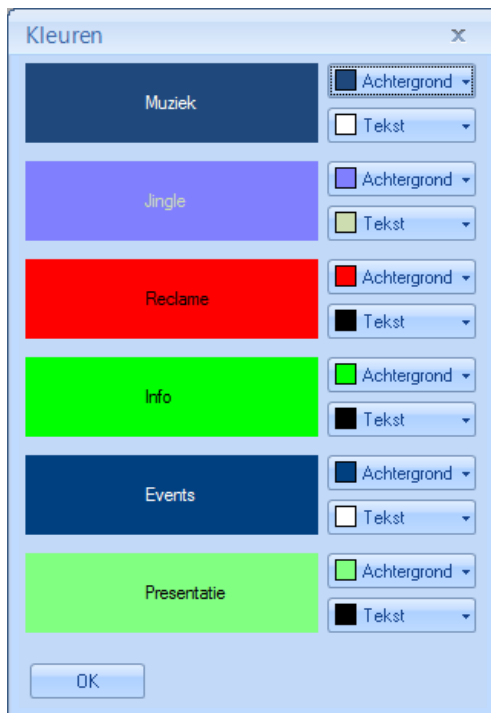 Kleuren
x
Muziek
Achtergrond
Tekst
Jingle
Achtergrond
Tekst
Reclame
Achtergrond
Tekst
Info
Achtergrond
Tekst
Events
Achtergrond
Tekst
Presentatie
Achtergrond
Tekst
OK